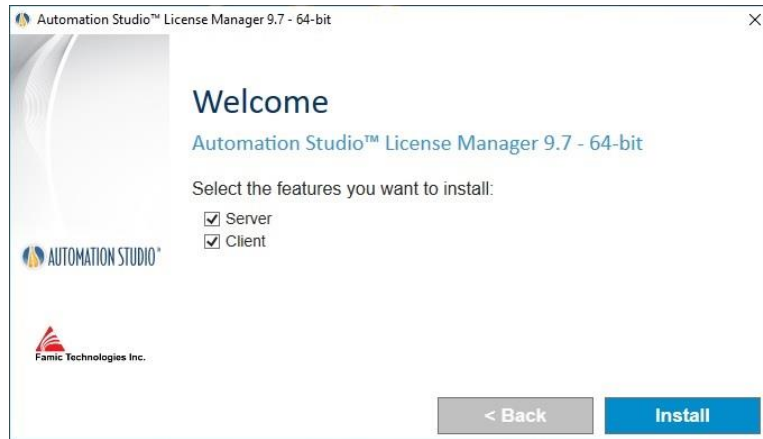 Automation Studio™ License Manager 9.7 - 64-bit
Welcome
Automation Studio™ License Manager 9.7 - 64-bit
Select the features you want to install:
Server
Client
AUTOMATION STUDIO™
Famic Technologies Inc.
< Back
Install